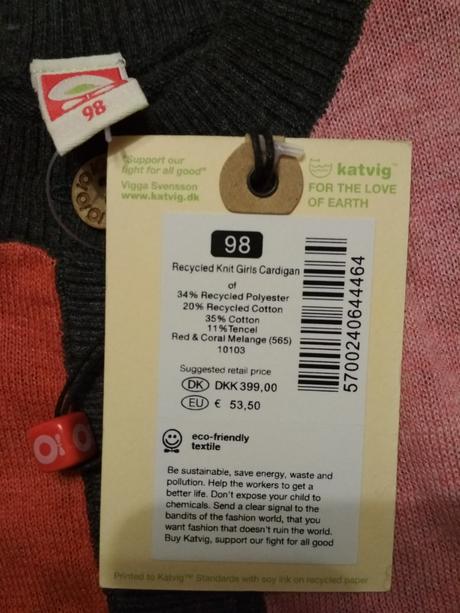 98
"Support our
fight for all good"
Vigga Svensson
www.katvig.dk
katvig™
FOR THE LOVE
OF EARTH
98
Recycled Knit Girls Cardigan
of
34% Recycled Polyester
20% Recycled Cotton
35% Cotton
11%Tencel
Red & Coral Melange (565)
10103
Suggested retail price
DK DKK 399,00
EU € 53,50
5700240644464
eco-friendly
textile
Be sustainable, save energy, waste and
pollution. Help the workers to get a
better life. Don't expose your child to
chemicals. Send a clear signal to the
bandits of the fashion world, that you
want fashion that doesn't ruin the world.
Buy Katvig, support our fight for all good
Printed to Katvig™ Standards with soy ink on recycled paper